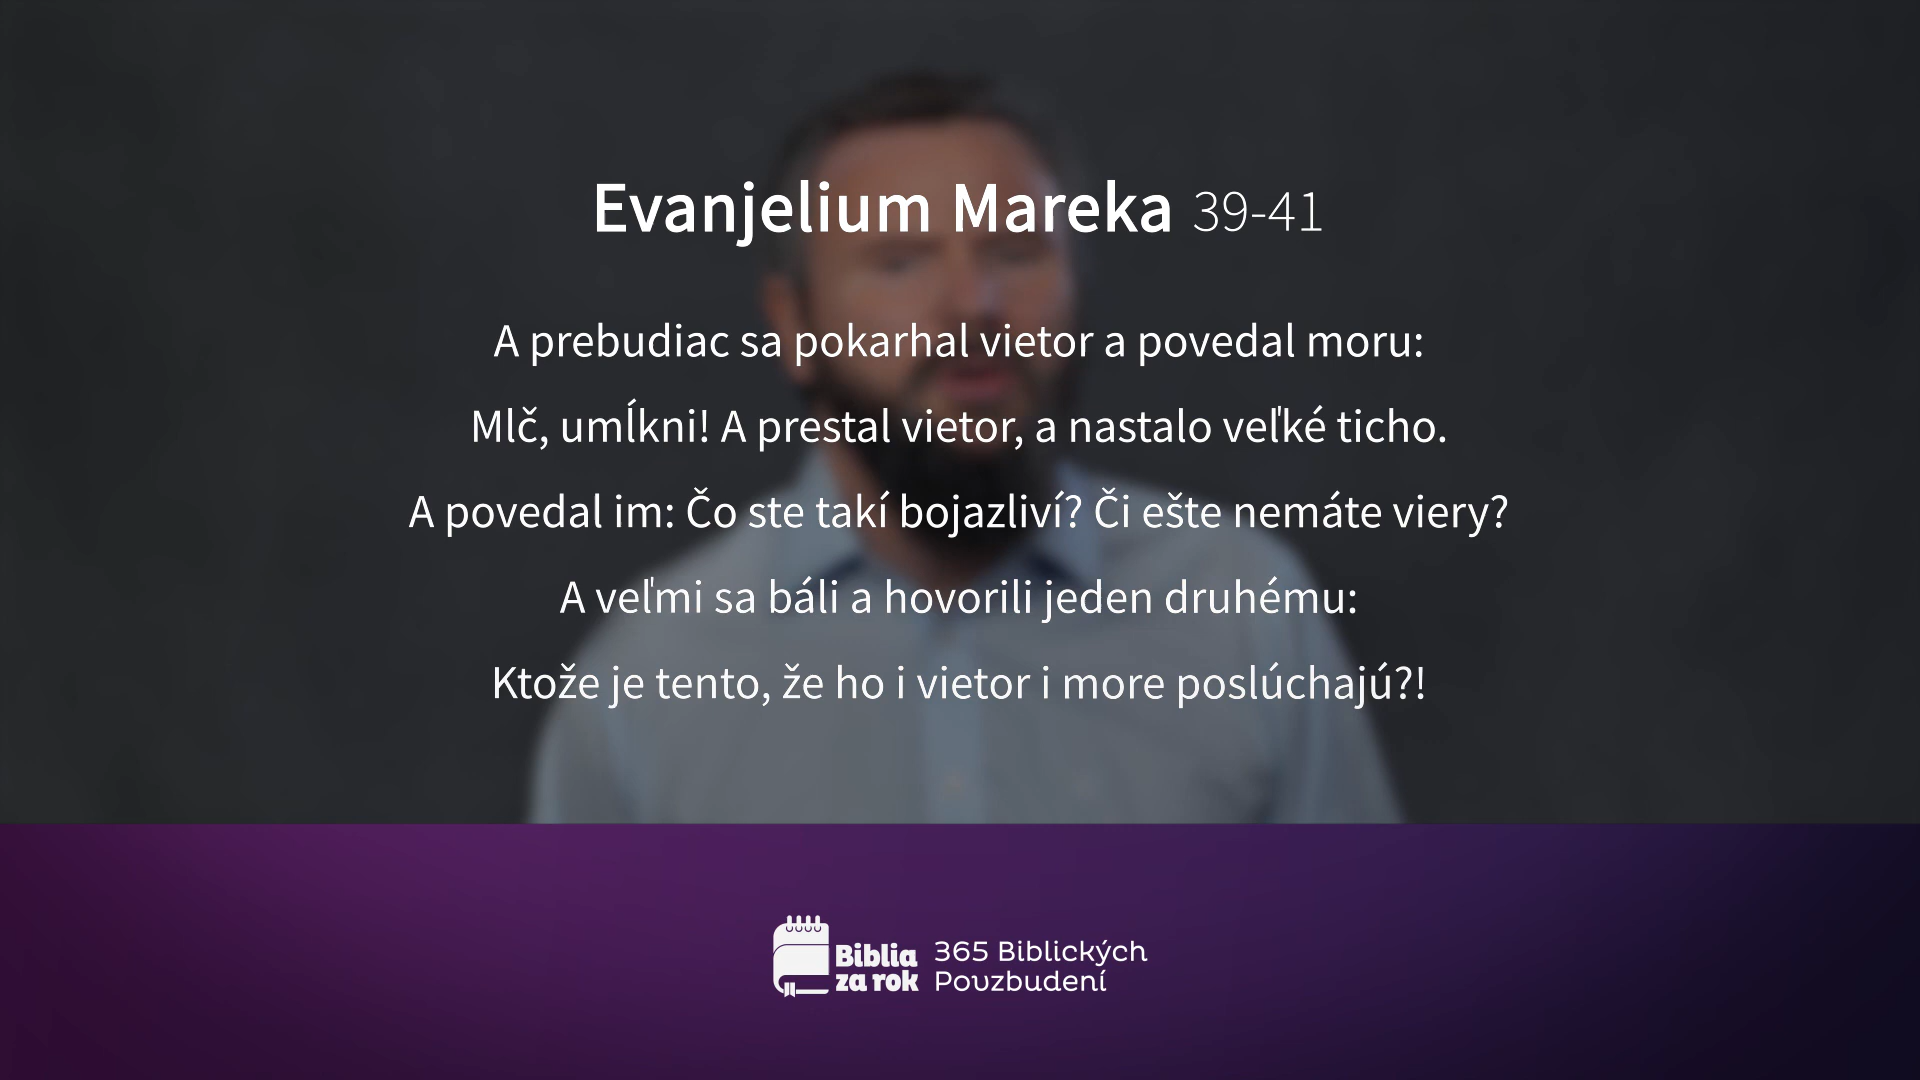 Evanjelium Mareka 39-41
A prebudiac sa pokarhal vietor a povedal moru:
Mlč, umĺkni! A prestal vietor, a nastalo veľké ticho.
A povedal im: Čo ste takí bojazliví? Či ešte nemáte viery?
A veľmi sa báli a hovorili jeden druhému:
Ktože je tento, že ho i vietor i more poslúchajú?!
Biblia
za rok
365 Biblických
Povzbudení